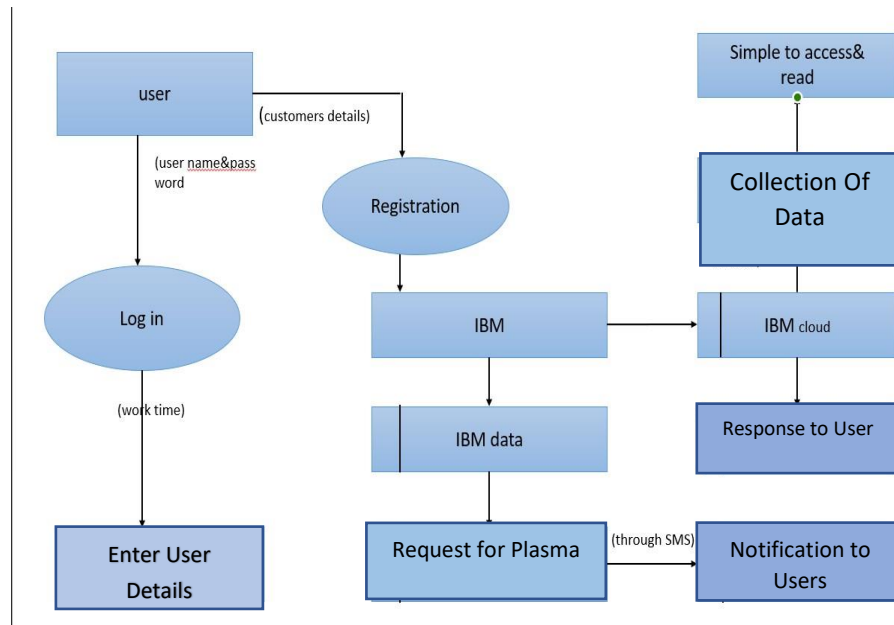 user
(customers details)
(user name&pass
word
Registration
Log in
(work time)
Enter User
Details
IBM
IBM data
Request for Plasma
(through SMS)
Simple to access&
read
Collection Of
Data
IBM cloud
Response to User
Notification to
Users